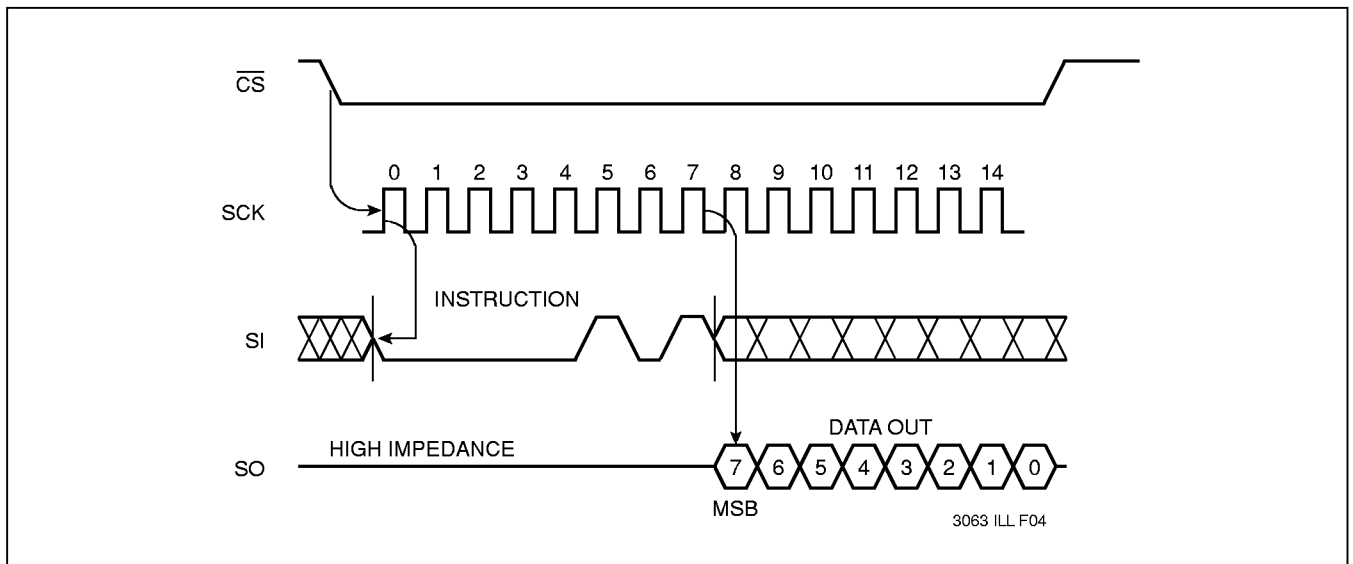 CS
0 1 2 3 4 5 6 7 8 9 10 11 12 13 14
SCK
INSTRUCTION
SI
DATA OUT
HIGH IMPEDANCE
SO
7 6 5 4 3 2 1 0
MSB
3063 ILL F04